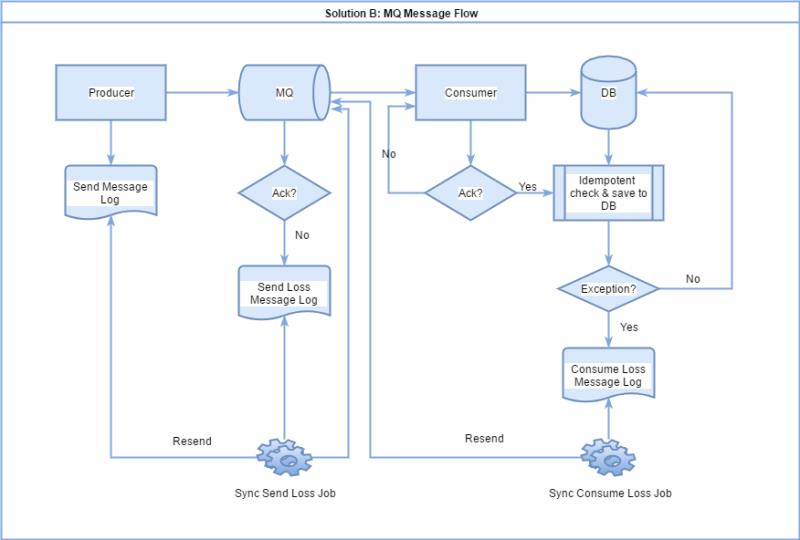 Solution B: MQ Message Flow
Producer
MQ
Consumer
DB
No
Send Message
Log
Ack?
Ack?
Yes
Idempotent
check & save to
DB
No
Send Loss
Message Log
Exception?
No
Yes
Consume Loss
Message Log
Resend
Resend
Sync Send Loss Job
Sync Consume Loss Job